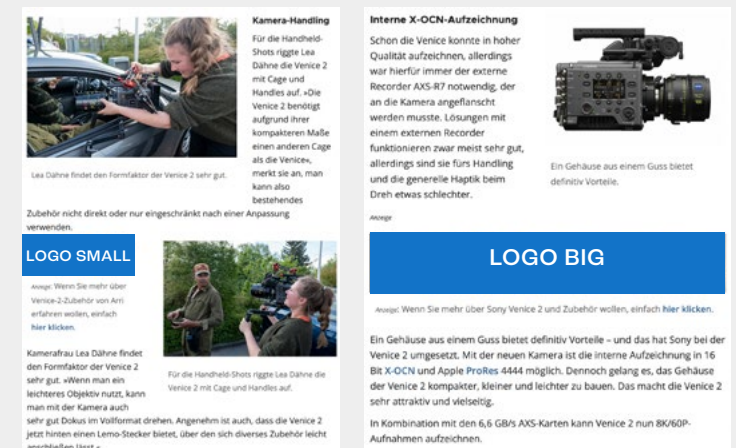 Kamera-Handling
Für die Handheld-
Shots riggte Lea
Dähne die Venice 2
mit Cage und
Handles auf. »Die
Venice 2 benötigt
aufgrund ihrer
kompakteren Maße
einen anderen Cage
als die Venice«,
merkt sie an, man
kann also
bestehendes
Lea Dähne findet den Formfaktor der Venice 2 sehr gut.
Zubehör nicht direkt oder nur eingeschränkt nach einer Anpassung
verwenden.
LOGO SMALL
Anzeige: Wenn Sie mehr über
Venice-2-Zubehör von Arri
erfahren wollen, einfach
hier klicken.
Kamerafrau Lea Dähne findet
den Formfaktor der Venice 2
sehr gut. »Wenn man ein
leichteres Objektiv nutzt, kann
man mit der Kamera auch
Für die Handheld-Shots riggte Lea Dähne die
Venice 2 mit Cage und Handles auf.
sehr gut Dokus im Vollformat drehen. Angenehm ist auch, dass die Venice 2
jetzt hinten einen Lemo-Stecker bietet, über den sich diverses Zubehör leicht
anschließen lässt.«
Interne X-OCN-Aufzeichnung
Schon die Venice konnte in hoher
Qualität aufzeichnen, allerdings
war hierfür immer der externe
Recorder AXS-R7 notwendig, der
an die Kamera angeflanscht
werden musste. Lösungen mit
einem externen Recorder
funktionieren zwar meist sehr gut,
allerdings sind sie fürs Handling
und die generelle Haptik beim
Dreh etwas schlechter.
Ein Gehäuse aus einem Guss bietet
definitiv Vorteile.
Anzeige
LOGO BIG
Anzeige: Wenn Sie mehr über Sony Venice 2 und Zubehör wollen, einfach hier klicken.
Ein Gehäuse aus einem Guss bietet definitiv Vorteile – und das hat Sony bei der
Venice 2 umgesetzt. Mit der neuen Kamera ist die interne Aufzeichnung in 16
Bit X-OCN und Apple ProRes 4444 möglich. Dennoch gelang es, das Gehäuse
der Venice 2 kompakter, kleiner und leichter zu bauen. Das macht die Venice 2
sehr attraktiv und vielseitig.
In Kombination mit den 6,6 GB/s AXS-Karten kann Venice 2 nun 8K/60P-
Aufnahmen aufzeichnen.